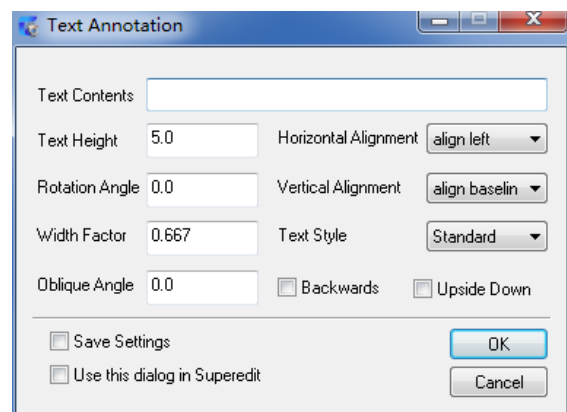 Text Annotation
Text Contents
Text Height 5.0 Horizontal Alignment align left
Rotation Angle 0.0 Vertical Alignment align baselin
Width Factor 0.667 Text Style Standard
Oblique Angle 0.0 Backwards Upside Down
Save Settings OK
Use this dialog in Superedit Cancel